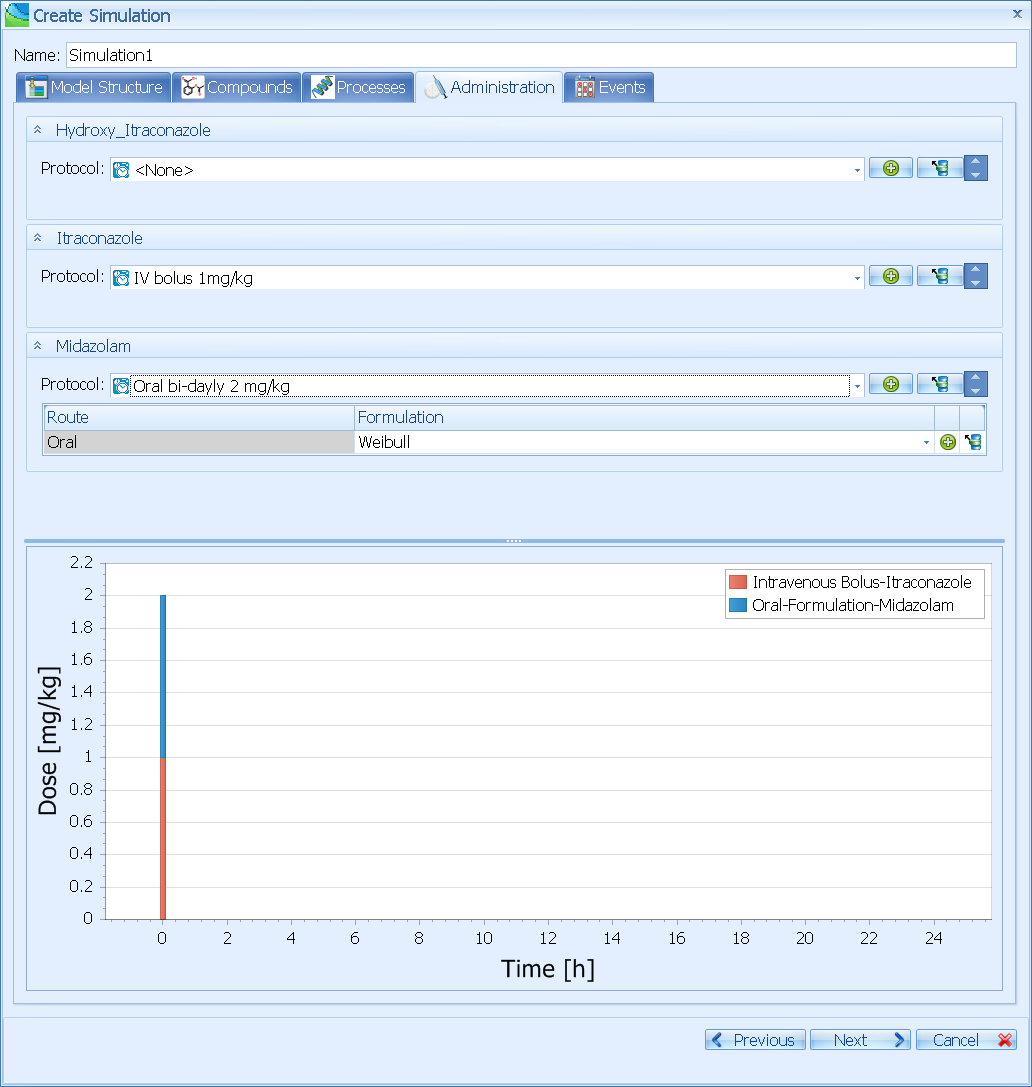 Create Simulation
x
Name: Simulation1
Model Structure Compounds Processes Administration Events
Hydroxy_Itraconazole
Protocol: <None>
Itraconazole
Protocol: IV bolus 1mg/kg
Midazolam
Protocol: Oral bi-dayly 2 mg/kg
Route Formulation
Oral Weibull
Intravenous Bolus-Itraconazole
Oral-Formulation-Midazolam
Dose [mg/kg]
2.2
2
1.8
1.6
1.4
1.2
1
0.8
0.6
0.4
0.2
0
0 2 4 6 8 10 12 14 16 18 20 22 24
Time [h]
Previous Next Cancel